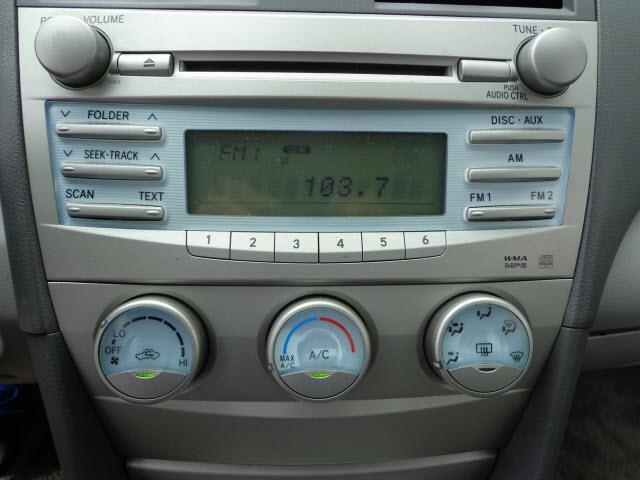 VOLUME
TUNE
PUSH
AUDIO CTRL
FOLDER
DISC·AUX
SEEK·TRACK
AM
SCAN TEXT
FM1 FM2
FM1
ST
103.7
1 2 3 4 5 6
WMA
MP3
LO
OFF
HI
MAX
A/C
A/C